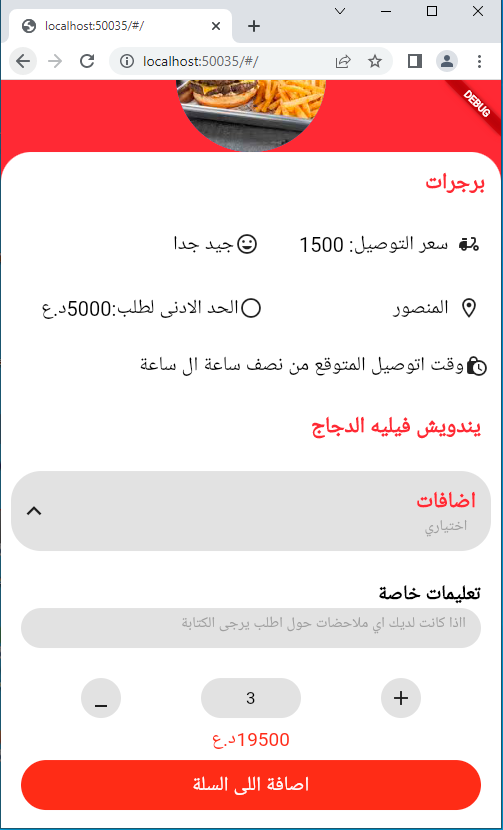 localhost:50035/#/
localhost:50035/#/
DEBUG
برجرات
سعر التوصيل: 1500
جيد جدا
المنصور
الحد الادنى لطلب:5000د.ع
وقت اتوصيل المتوقع من نصف ساعة ال ساعة
يندويش فيليه الدجاج
اضافات
اختياري
تعليمات خاصة
ااذا كانت لديك اي ملاحضات حول اطلب يرجى الكتابة
+
3
_
19500د.ع
اصافة اللى السلة